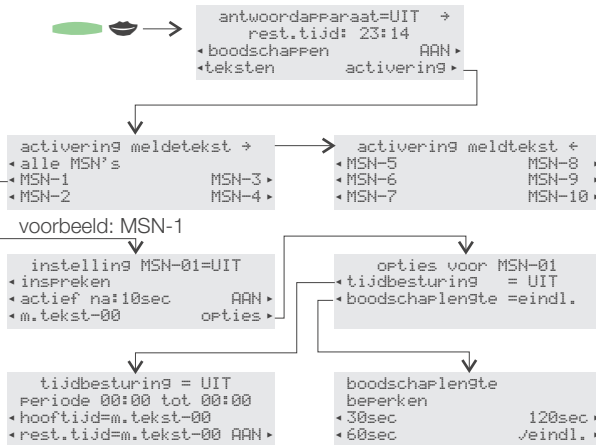 antwoordapparaat=UIT →
rest.tijd: 23:14
boodschappen AAN
teksten activering
activering meldetekst →
alle MSN's
MSN-1 MSN-3
MSN-2 MSN-4
activering meldtekst ←
MSN-5 MSN-8
MSN-6 MSN-9
MSN-7 MSN-10
voorbeeld: MSN-1
instelling MSN-01=UIT
inspreken
actief na:10sec AAN
m.tekst-00 opties
opties voor MSN-01
tijdbesturing = UIT
boodschaplengte =eindl.
tijdbesturing = UIT
periode 00:00 tot 00:00
hooftijd=m.tekst-00
rest.tijd=m.tekst-00 AAN
boodschaplengte
beperken
30sec 120sec
60sec √eindl.